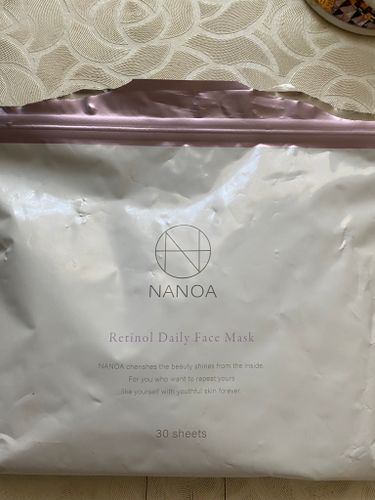 NANOA
Retinol Daily Face Mask
NANOA cherishes the beauty shines from the inside.
For you who want to repeat yours
like yourself with youthful skin forever.
30 sheets